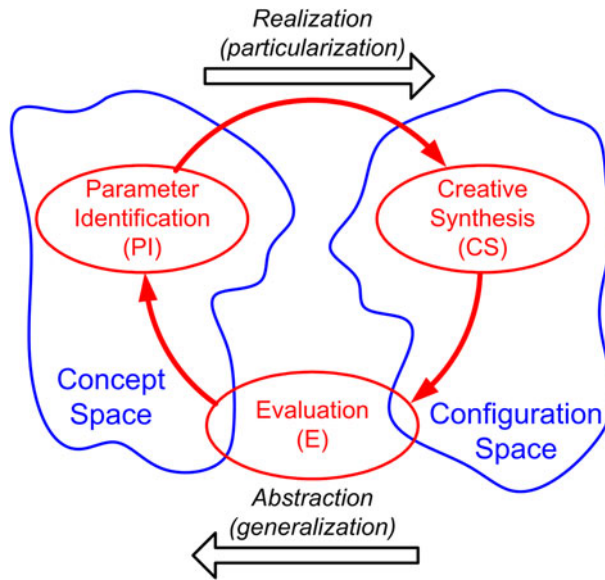 Realization
(particularization)
Parameter
Identification
(PI)
Creative
Synthesis
(CS)
Concept
Space
Evaluation
(E)
Configuration
Space
Abstraction
(generalization)